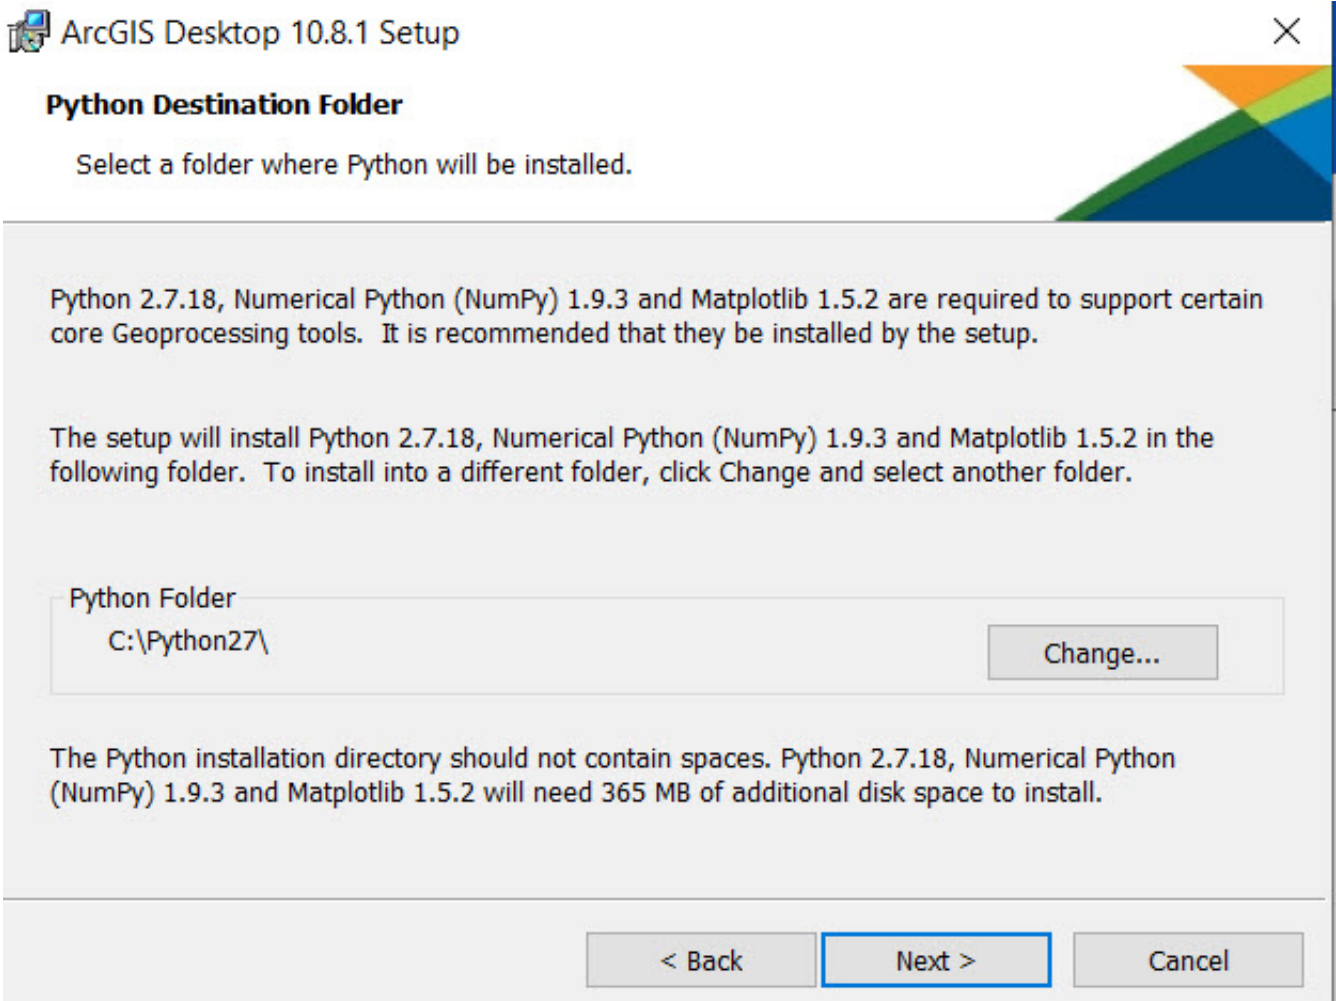 ArcGIS Desktop 10.8.1 Setup
Python Destination Folder
Select a folder where Python will be installed.
Python 2.7.18, Numerical Python (NumPy) 1.9.3 and Matplotlib 1.5.2 are required to support certain
core Geoprocessing tools.  It is recommended that they be installed by the setup.
The setup will install Python 2.7.18, Numerical Python (NumPy) 1.9.3 and Matplotlib 1.5.2 in the
following folder.  To install into a different folder, click Change and select another folder.
Python Folder
C:\Python27\
Change...
The Python installation directory should not contain spaces. Python 2.7.18, Numerical Python
(NumPy) 1.9.3 and Matplotlib 1.5.2 will need 365 MB of additional disk space to install.
< Back
Next >
Cancel